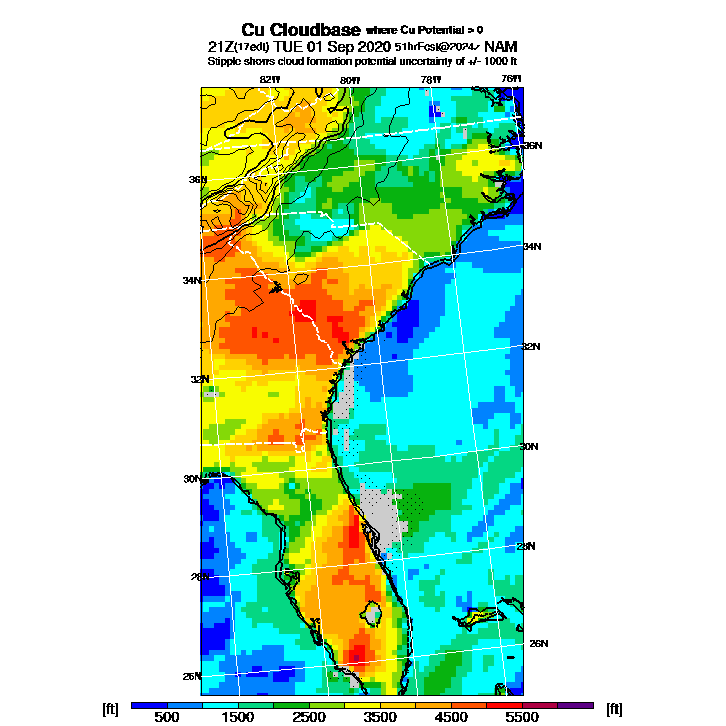 Cu Cloudbase where Cu Potential > 0
21Z(17edt) TUE 01 Sep 2020 51hrFcst@2024z NAM
Stipple shows cloud formation potential uncertainty of +/- 1000 ft
82W 80W 78W 76W
36N
36N
34N
34N
32N
32N
30N
30N
28N
28N
26N
26N
[ft] [ft]
500 1500 2500 3500 4500 5500